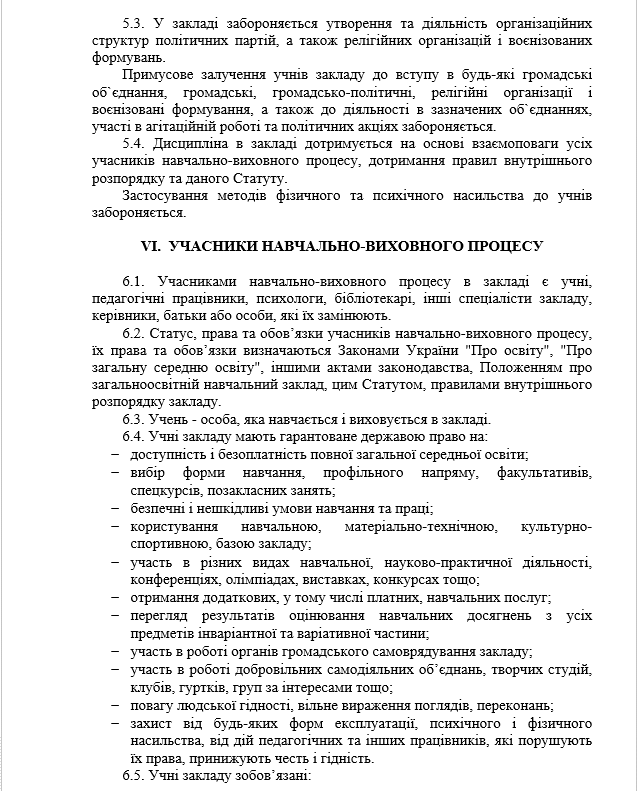 5.3. У закладі забороняється утворення та діяльність організаційних
структур політичних партій, а також релігійних організацій і воєнізованих
формувань.
Примусове залучення учнів закладу до вступу в будь-які громадські
об`єднання, громадські, громадсько-політичні, релігійні організації і
воєнізовані формування, а також до діяльності в зазначених об`єднаннях,
участі в агітаційній роботі та політичних акціях забороняється.
5.4. Дисципліна в закладі дотримується на основі взаємоповаги усіх
учасників навчально-виховного процесу, дотримання правил внутрішнього
розпорядку та даного Статуту.
Застосування методів фізичного та психічного насильства до учнів
забороняється.
VI. УЧАСНИКИ НАВЧАЛЬНО-ВИХОВНОГО ПРОЦЕСУ
6.1. Учасниками навчально-виховного процесу в закладі є учні,
педагогічні працівники, психологи, бібліотекарі, інші спеціалісти закладу,
керівники, батьки або особи, які їх замінюють.
6.2. Статус, права та обов’язки учасників навчально-виховного процесу,
їх права та обов’язки визначаються Законами України "Про освіту", "Про
загальну середню освіту", іншими актами законодавства, Положенням про
загальноосвітній навчальний заклад, цим Статутом, правилами внутрішнього
розпорядку закладу.
6.3. Учень - особа, яка навчається і виховується в закладі.
6.4. Учні закладу мають гарантоване державою право на:
– доступність і безоплатність повної загальної середньої освіти;
– вибір форми навчання, профільного напряму, факультативів,
спецкурсів, позакласних занять;
– безпечні і нешкідливі умови навчання та праці;
– користування навчальною, матеріально-технічною, культурно-
спортивною, базою закладу;
– участь в різних видах навчальної, науково-практичної діяльності,
конференціях, олімпіадах, виставках, конкурсах тощо;
– отримання додаткових, у тому числі платних, навчальних послуг;
– перегляд результатів оцінювання навчальних досягнень з усіх
предметів інваріантної та варіативної частини;
– участь в роботі органів громадського самоврядування закладу;
– участь в роботі добровільних самодіяльних об’єднань, творчих студій,
клубів, гуртків, груп за інтересами тощо;
– повагу людської гідності, вільне вираження поглядів, переконань;
– захист від будь-яких форм експлуатації, психічного і фізичного
насильства, від дій педагогічних та інших працівників, які порушують
їх права, принижують честь і гідність.
6.5. Учні закладу зобов’язані: